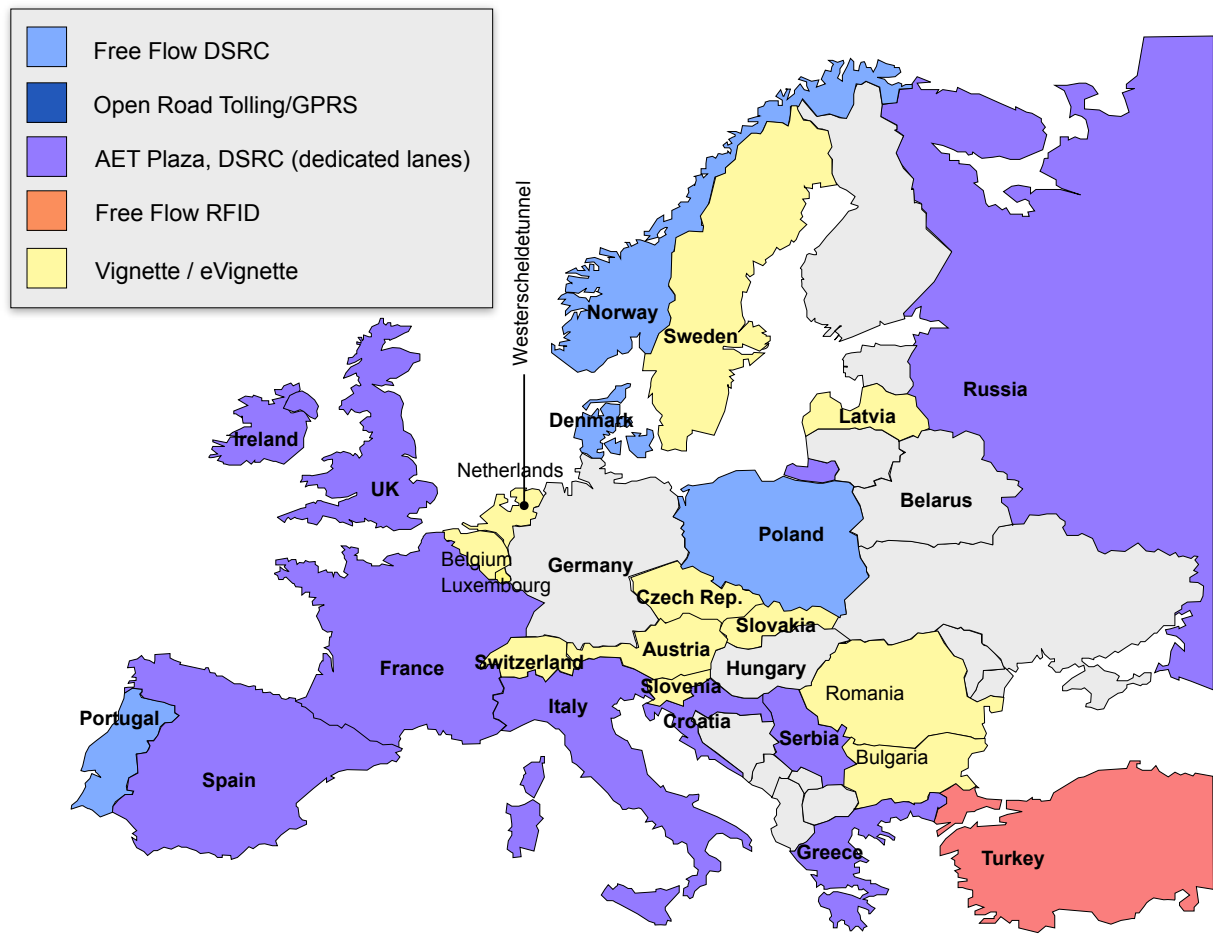 Free Flow DSRC
Open Road Tolling/GPRS
AET Plaza, DSRC (dedicated lanes)
Free Flow RFID
Vignette / eVignette
Westerscheldetunnel
Norway
Sweden
Russia
Denmark
Latvia
Ireland
Netherlands
UK
Belarus
Poland
Belgium
Germany
Luxembourg
Czech Rep.
Slovakia
Austria
France
Switzerland
Hungary
Slovenia
Romania
Italy
Portugal
Croatia
Serbia
Bulgaria
Spain
Greece
Turkey